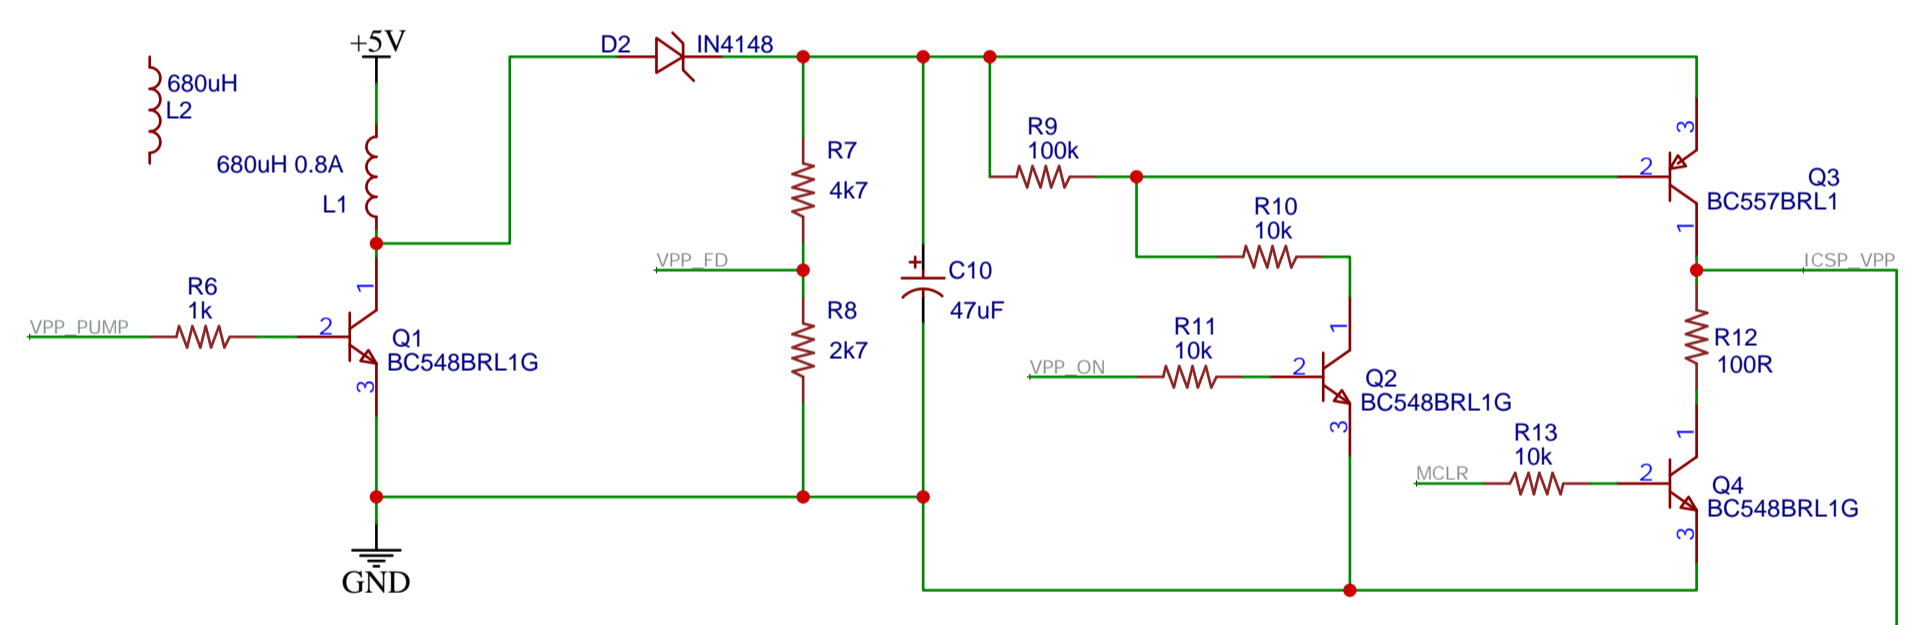 +5V
D2
IN4148
680uH
L2
680uH 0.8A
L1
R9
100k
3
R7
4k7
2
Q3
BC557BRL1
R10
10k
1
VPP_FD
ICSP_VPP
C10
47uF
R6
1k
1
R8
2k7
VPP_PUMP
2
Q1
BC548BRL1G
3
R11
10k
1
VPP_ON
2
Q2
BC548BRL1G
3
R12
100R
R13
10k
1
MCLR
2
Q4
BC548BRL1G
3
GND